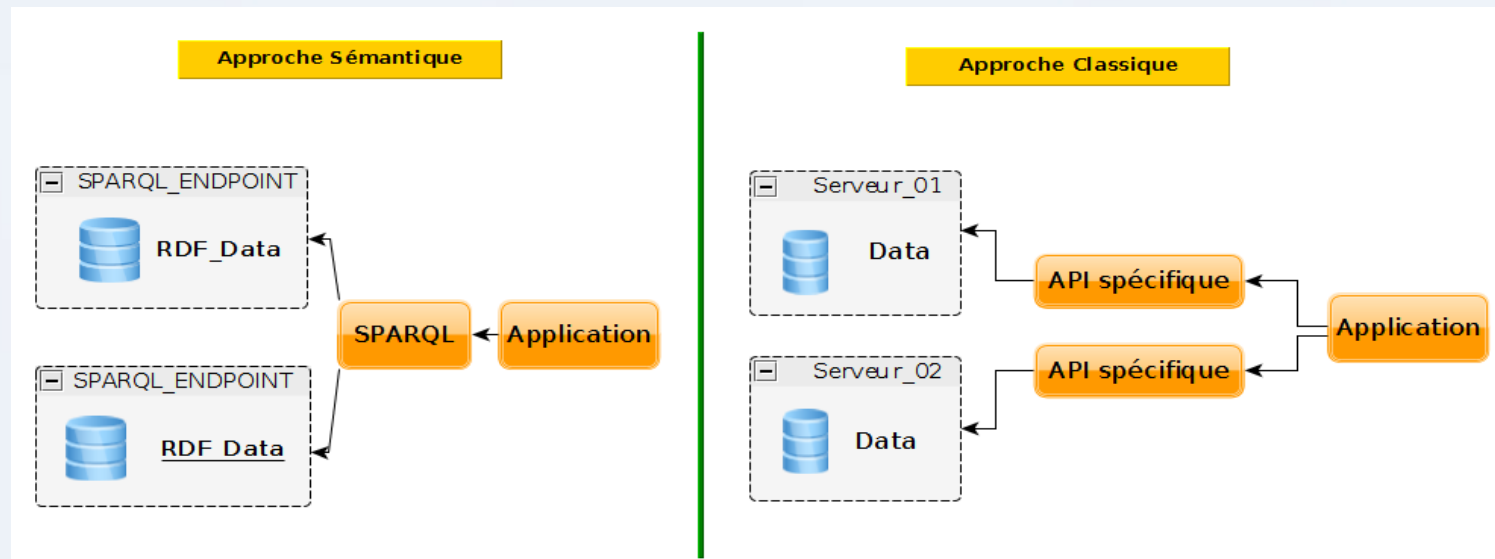 Approche Sémantique
SPARQL_ENDPOINT
RDF_Data
SPARQL
Application
SPARQL_ENDPOINT
RDF_Data
Approche Classique
Serveur_01
Data
API spécifique
Application
API spécifique
Serveur_02
Data